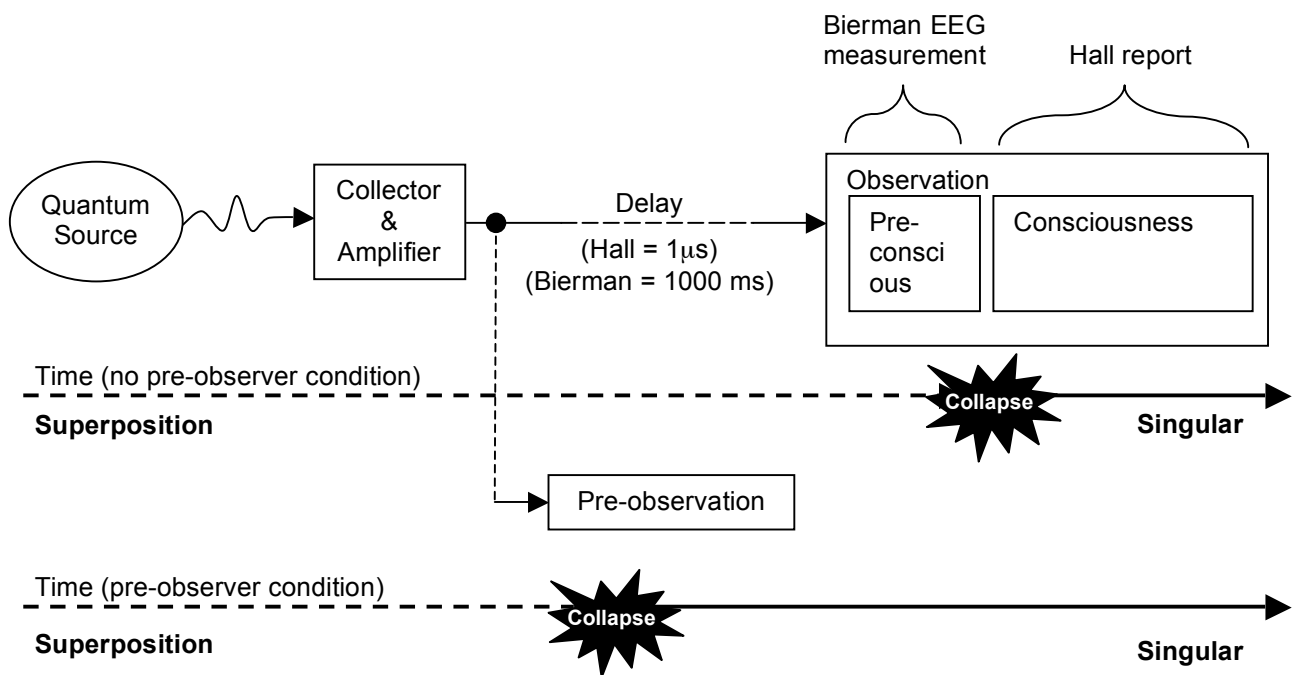 Bierman EEG
measurement
Hall report
Quantum
Source
Collector
&
Amplifier
Delay
(Hall = 1μs)
(Bierman = 1000 ms)
Observation
Pre-
consci
ous
Consciousness
Time (no pre-observer condition)
Collapse
Superposition
Singular
Pre-observation
Time (pre-observer condition)
Collapse
Superposition
Singular